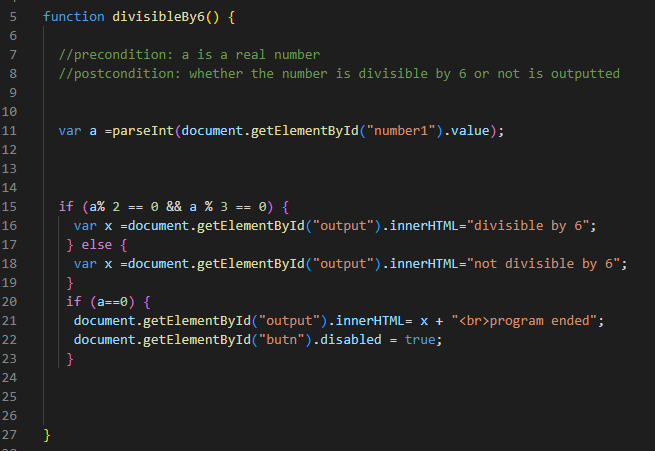 5 function divisibleBy6() {
6
7 //precondition: a is a real number
8 //postcondition: whether the number is divisible by 6 or not is outputted
9
10
11 var a =parseInt(document.getElementById("number1").value);
12
13
14
15 if (a% 2 == 0 && a % 3 == 0) {
16 var x =document.getElementById("output").innerHTML="divisible by 6";
17 } else {
18 var x =document.getElementById("output").innerHTML="not divisible by 6";
19 }
20 if (a==0) {
21 document.getElementById("output").innerHTML= x + "<br>program ended";
22 document.getElementById("butn").disabled = true;
23 }
24
25
26
27 }